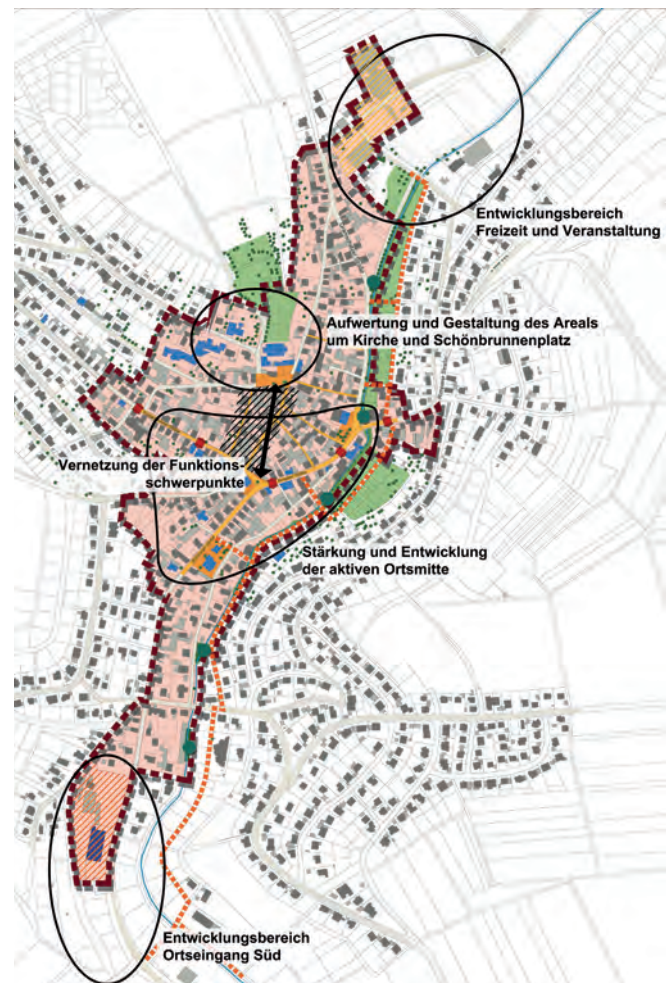 Entwicklungsbereich
Freizeit und Veranstaltung
Aufwertung und Gestaltung des Areals
um Kirche und Schönbrunnenplatz
Vernetzung der Funktions-
schwerpunkte
Stärkung und Entwicklung
der aktiven Ortsmitte
Entwicklungsbereich
Ortseingang Süd